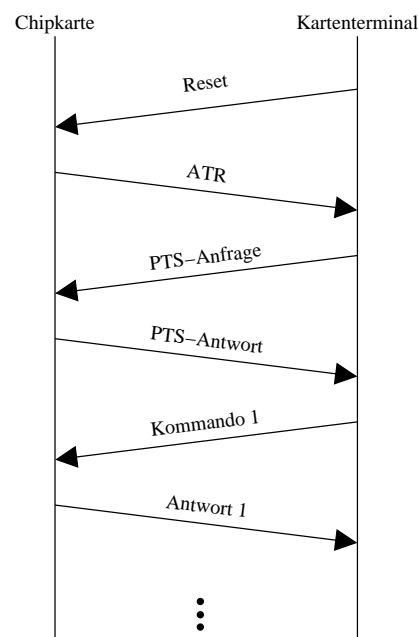 Chipkarte
Kartenterminal
Reset
ATR
PTS−Anfrage
PTS−Antwort
Kommando 1
Antwort 1